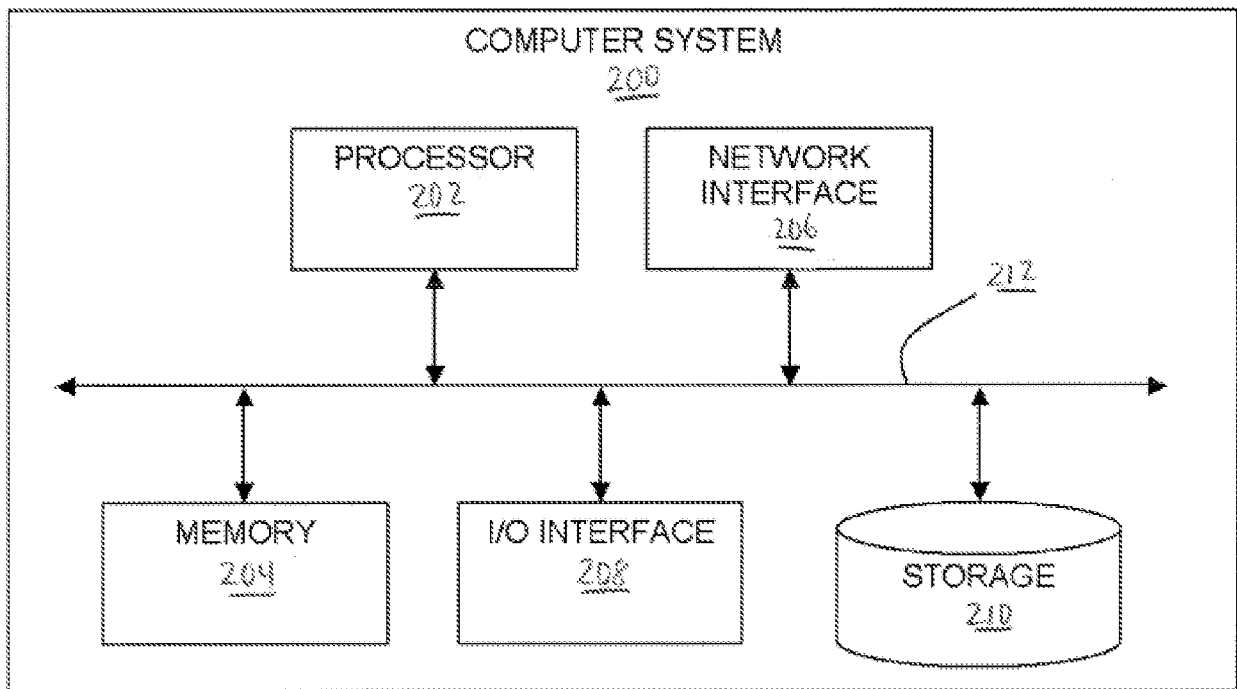 COMPUTER SYSTEM
200
PROCESSOR
202
NETWORK
INTERFACE
206
212
MEMORY
204
I/O INTERFACE
208
STORAGE
210